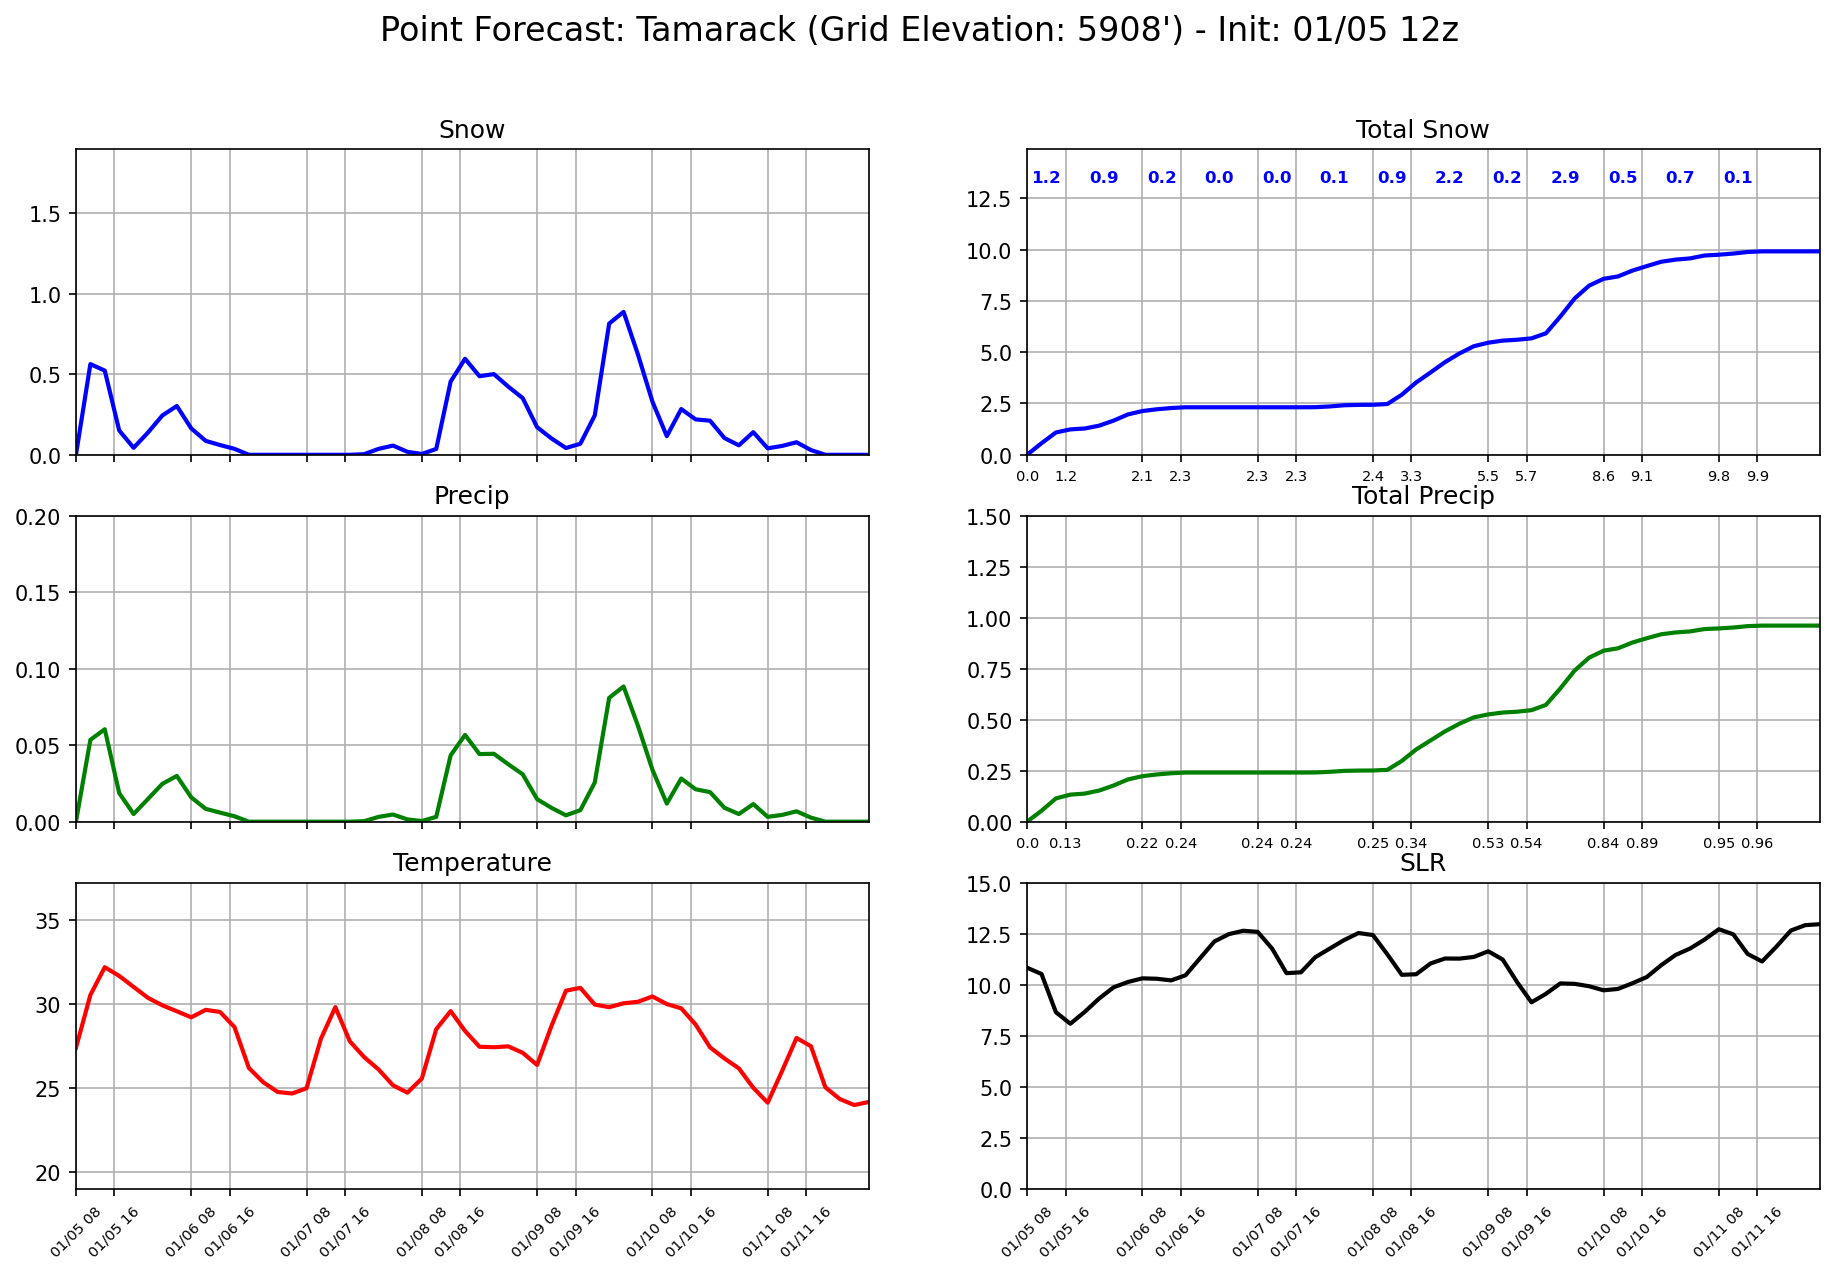 Point Forecast: Tamarack (Grid Elevation: 5908') - Init: 01/05 12z
Snow
1.5
1.0
0.5
0.0
Total Snow
1.2 0.9 0.2 0.0 0.0 0.1 0.9 2.2 0.2 2.9 0.5 0.7 0.1
12.5
10.0
7.5
5.0
2.5
0.0
0.0 1.2 2.1 2.3 2.3 2.3 2.4 3.3 5.5 5.7 8.6 9.1 9.8 9.9
Precip
0.20
0.15
0.10
0.05
0.00
Total Precip
1.50
1.25
1.00
0.75
0.50
0.25
0.00
0.0 0.13 0.22 0.24 0.24 0.24 0.25 0.34 0.53 0.54 0.84 0.89 0.95 0.96
Temperature
35
30
25
20
01/05 08 01/05 16 01/06 08 01/06 16 01/07 08 01/07 16 01/08 08 01/08 16 01/09 08 01/09 16 01/10 08 01/10 16 01/11 08 01/11 16
SLR
15.0
12.5
10.0
7.5
5.0
2.5
0.0
01/05 08 01/05 16 01/06 08 01/06 16 01/07 08 01/07 16 01/08 08 01/08 16 01/09 08 01/09 16 01/10 08 01/10 16 01/11 08 01/11 16